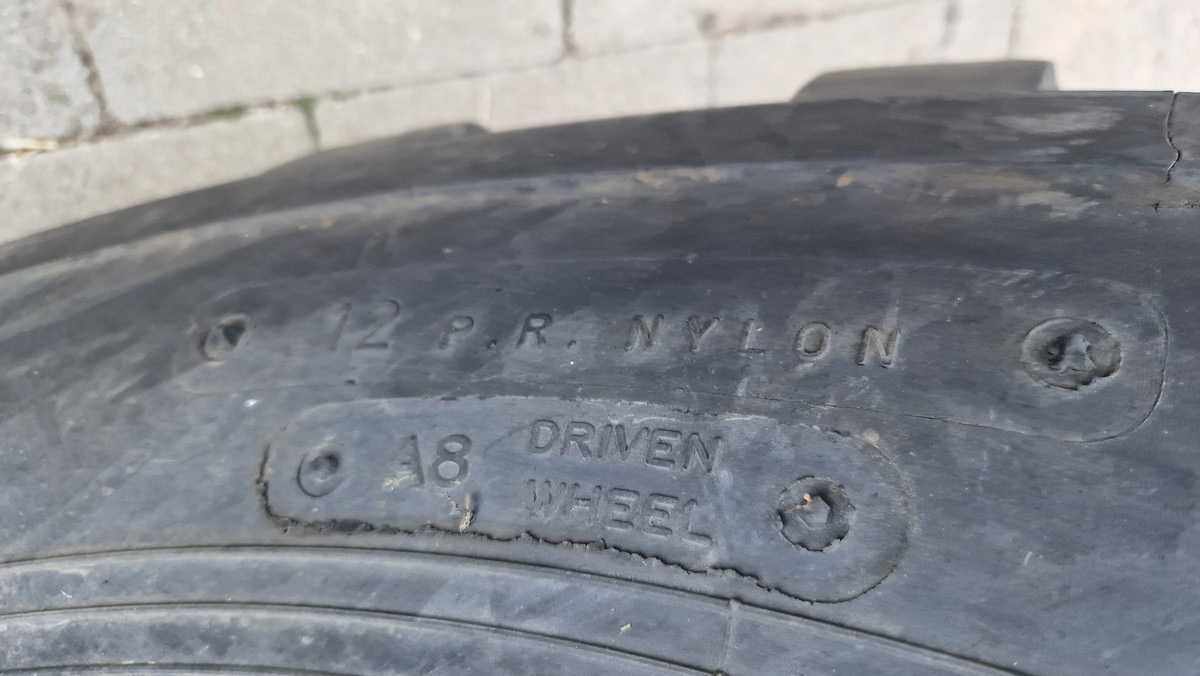 12 P.R. NYLON
A8 DRIVEN
WHEEL